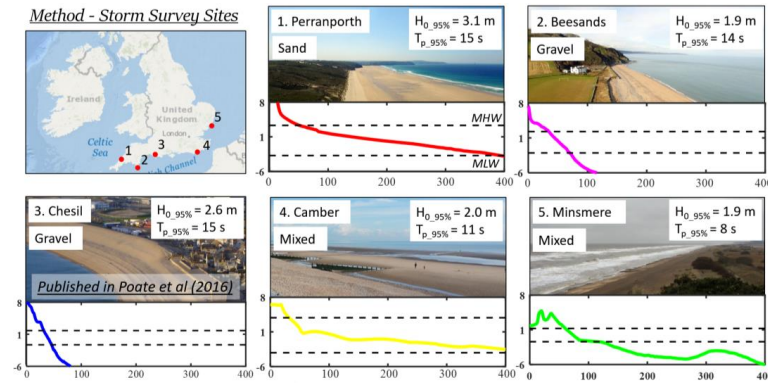 Method - Storm Survey Sites
Ireland
United
Kingdom
London
Celtic
Sea
Channel
1
2
3
4
5
1. Perranporth
Sand
H0_95% = 3.1 m
Tp_95% = 15 s
8
1
-6
MHW
MLW
0 100 200 300 400
2. Beesands
Gravel
H0_95% = 1.9 m
Tp_95% = 14 s
8
1
-6
0 100 200 300 400
3. Chesil
Gravel
H0_95% = 2.6 m
Tp_95% = 15 s
Published in Poate et al (2016)
8
1
-6
0 100 200 300 400
4. Camber
Mixed
H0_95% = 2.0 m
Tp_95% = 11 s
8
1
-6
0 100 200 300 400
5. Minsmere
Mixed
H0_95% = 1.9 m
Tp_95% = 8 s
8
1
-6
0 100 200 300 400